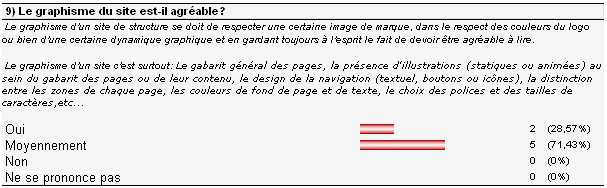 9) Le graphisme du site est-il agréable?
Le graphisme d'un site de structure se doit de respecter une certaine image de marque, dans le respect des couleurs du logo
ou bien d'une certaine dynamique graphique et en gardant toujours à l'esprit le fait de devoir être agréable à lire.
Le graphisme d'un site c'est surtout: Le gabarit général des pages, la présence d'illustrations (statiques ou animées) au
sein du gabarit des pages ou de leur contenu, le design de la navigation (textuel, boutons ou icônes), la distinction
entre les zones de chaque page, les couleurs de fond de page et de texte, le choix des polices et des tailles de
caractères,etc...
Oui 2 (28,57%)
Moyennement 5 (71,43%)
Non 0 (0%)
Ne se prononce pas 0 (0%)